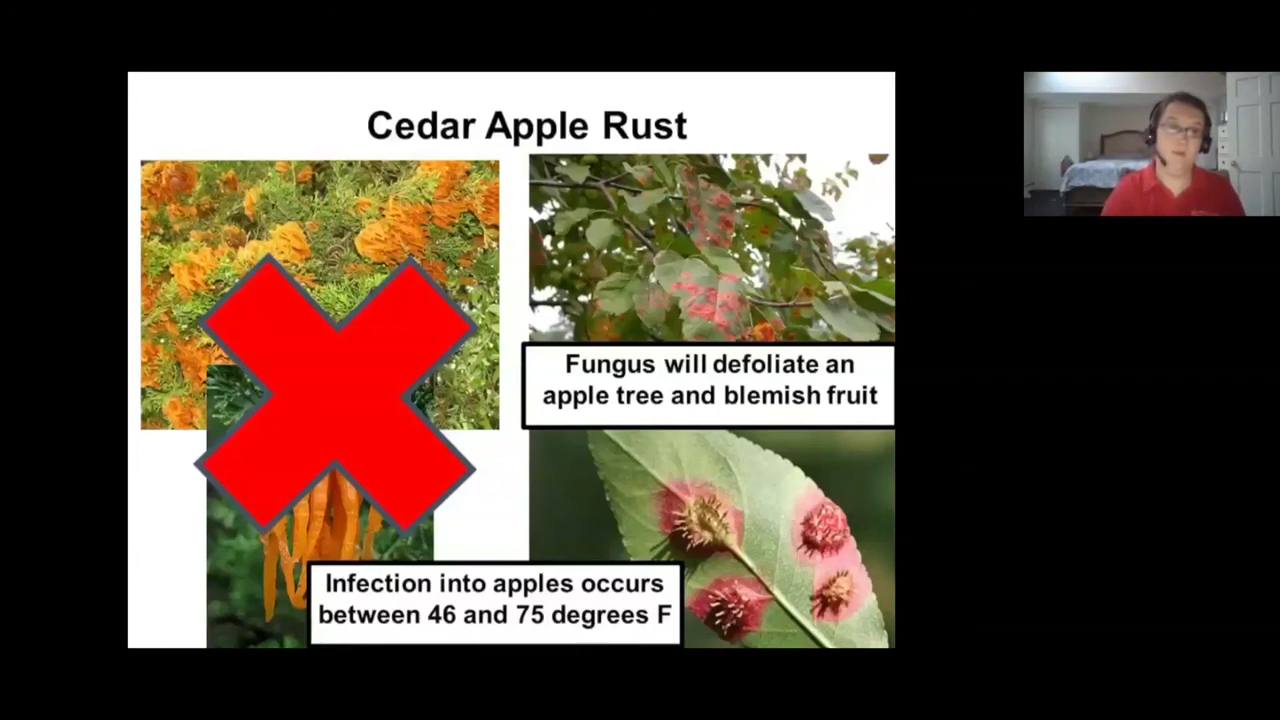 Cedar Apple Rust
Fungus will defoliate an
apple tree and blemish fruit
Infection into apples occurs
between 46 and 75 degrees F